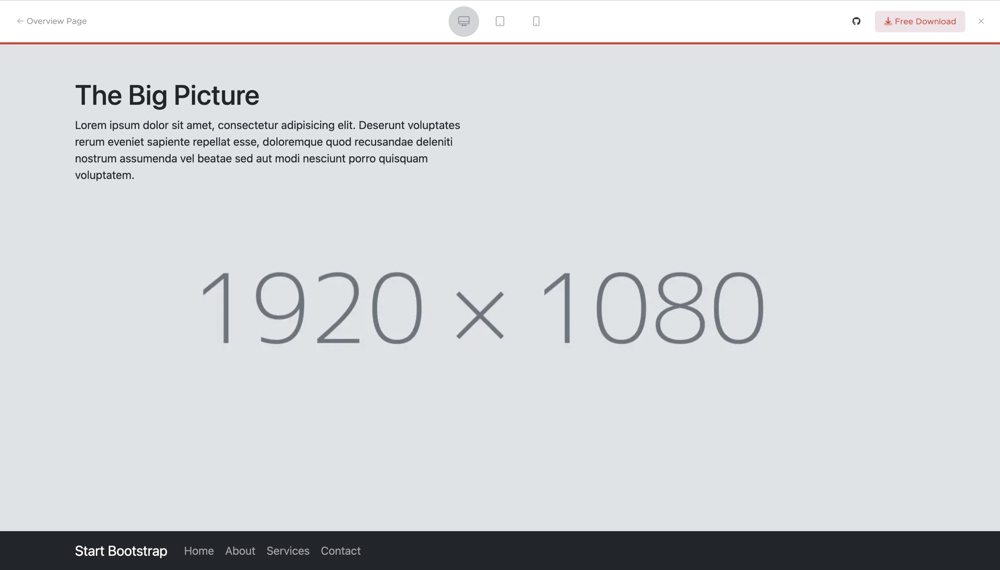 Overview Page
Free Download
The Big Picture
Lorem ipsum dolor sit amet, consectetur adipisicing elit. Deserunt voluptates
rerum eveniet sapiente repellat esse, doloremque quod recusandae deleniti
nostrum assumenda vel beatae sed aut modi nesciunt porro quisquam
voluptatem.
1920 × 1080
Start Bootstrap Home About Services Contact